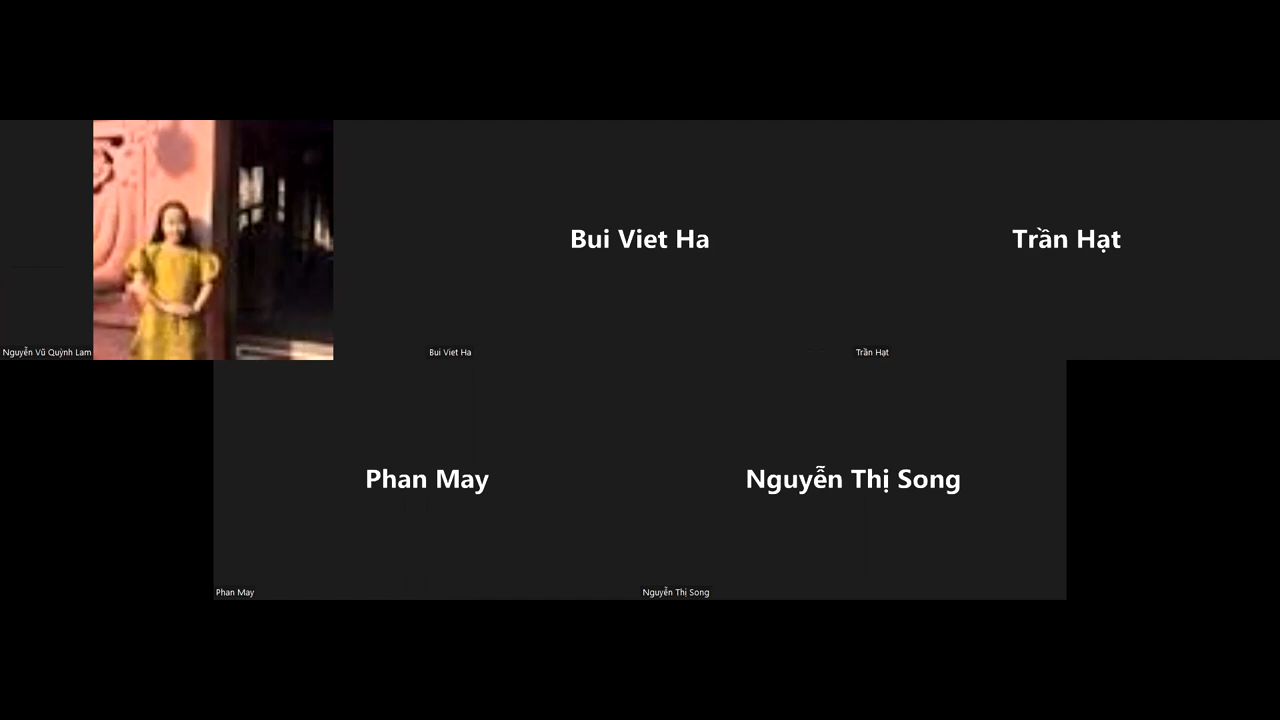 Bui Viet Ha
Trần Hạt
Nguyễn Vũ Quỳnh Lam
Bui Viet Ha
Trần Hạt
Phan May
Nguyễn Thị Song
Phan May
Nguyễn Thị Song